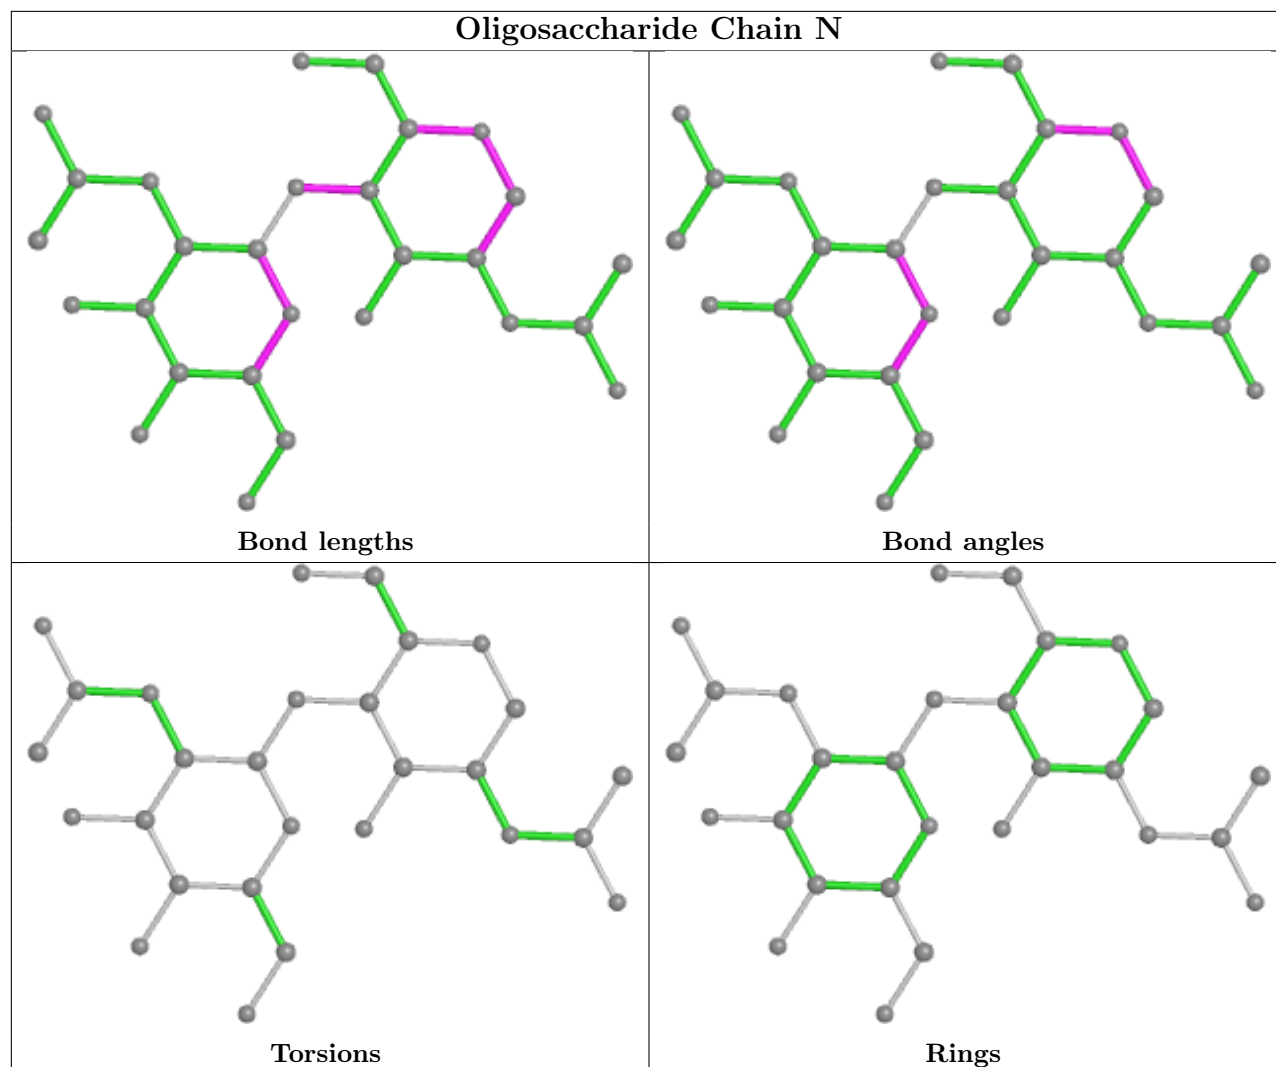 Oligosaccharide Chain N
Bond lengths
Bond angles
Torsions
Rings